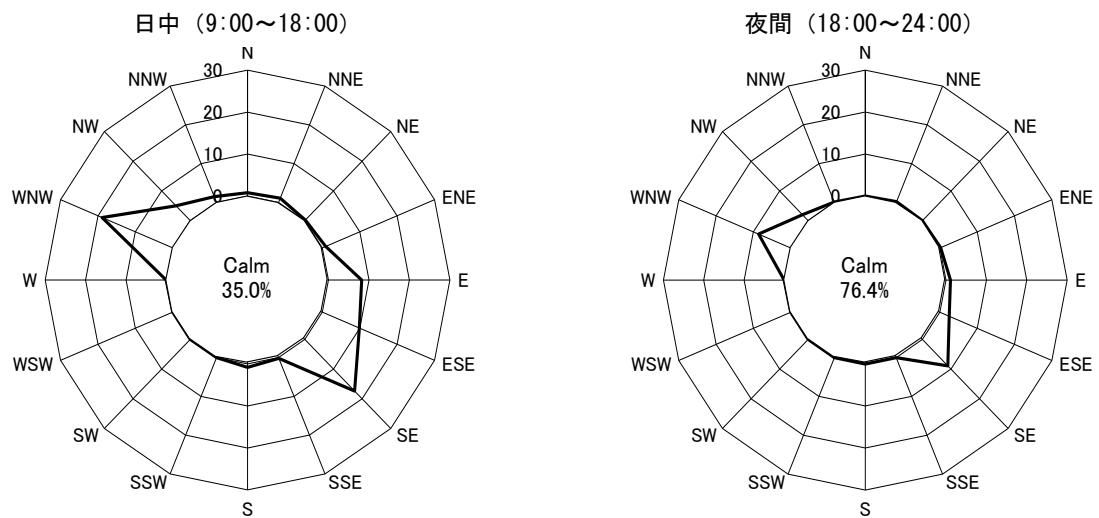 日中 (9:00～18:00)
N
NNE
NE
ENE
E
ESE
SE
SSE
S
SSW
SW
WSW
W
WNW
NW
NNW
30
20
10
0
Calm
35.0%
夜間 (18:00～24:00)
N
NNE
NE
ENE
E
ESE
SE
SSE
S
SSW
SW
WSW
W
WNW
NW
NNW
30
20
10
0
Calm
76.4%